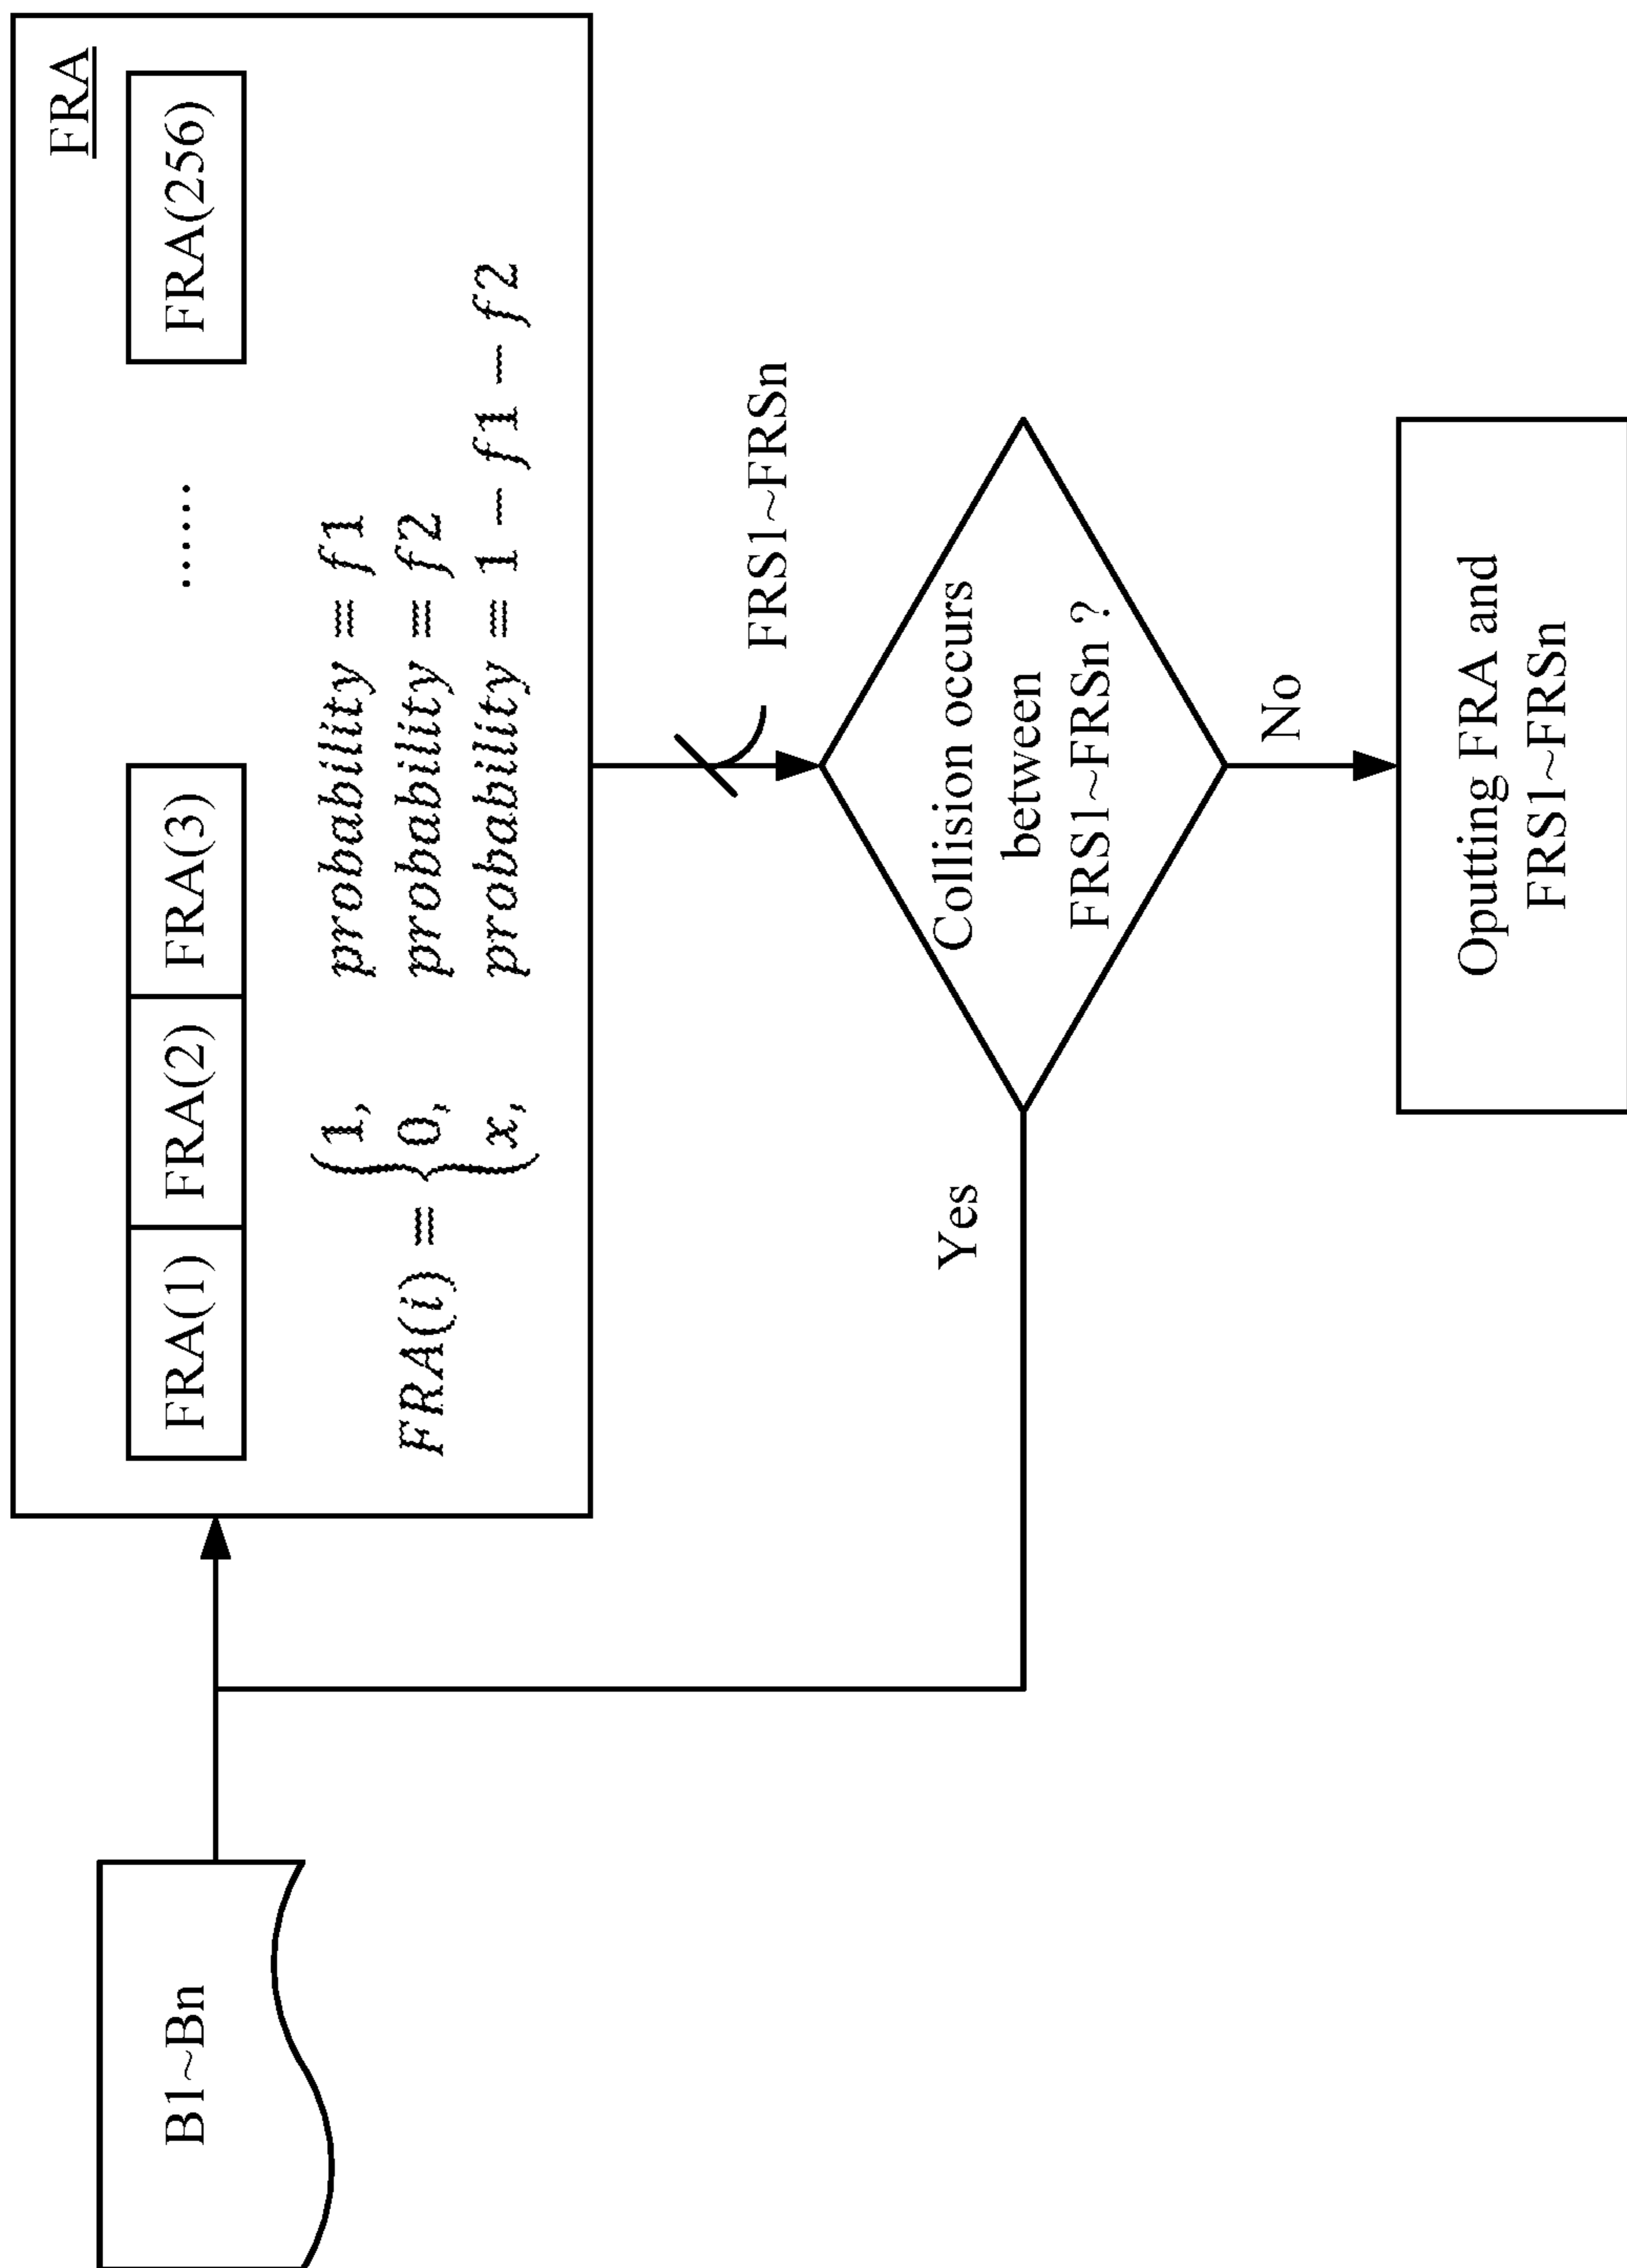 B1~Bn
FRA
FRA(1) FRA(2) FRA(3) ...... FRA(256)
FRA(i) = {
1, probability = f1
0, probability = f2
x, probability = 1 − f1 − f2
FRS1~FRSn
Collision occurs
between
FRS1~FRSn ?
Yes
No
Oputting FRA and
FRS1~FRSn